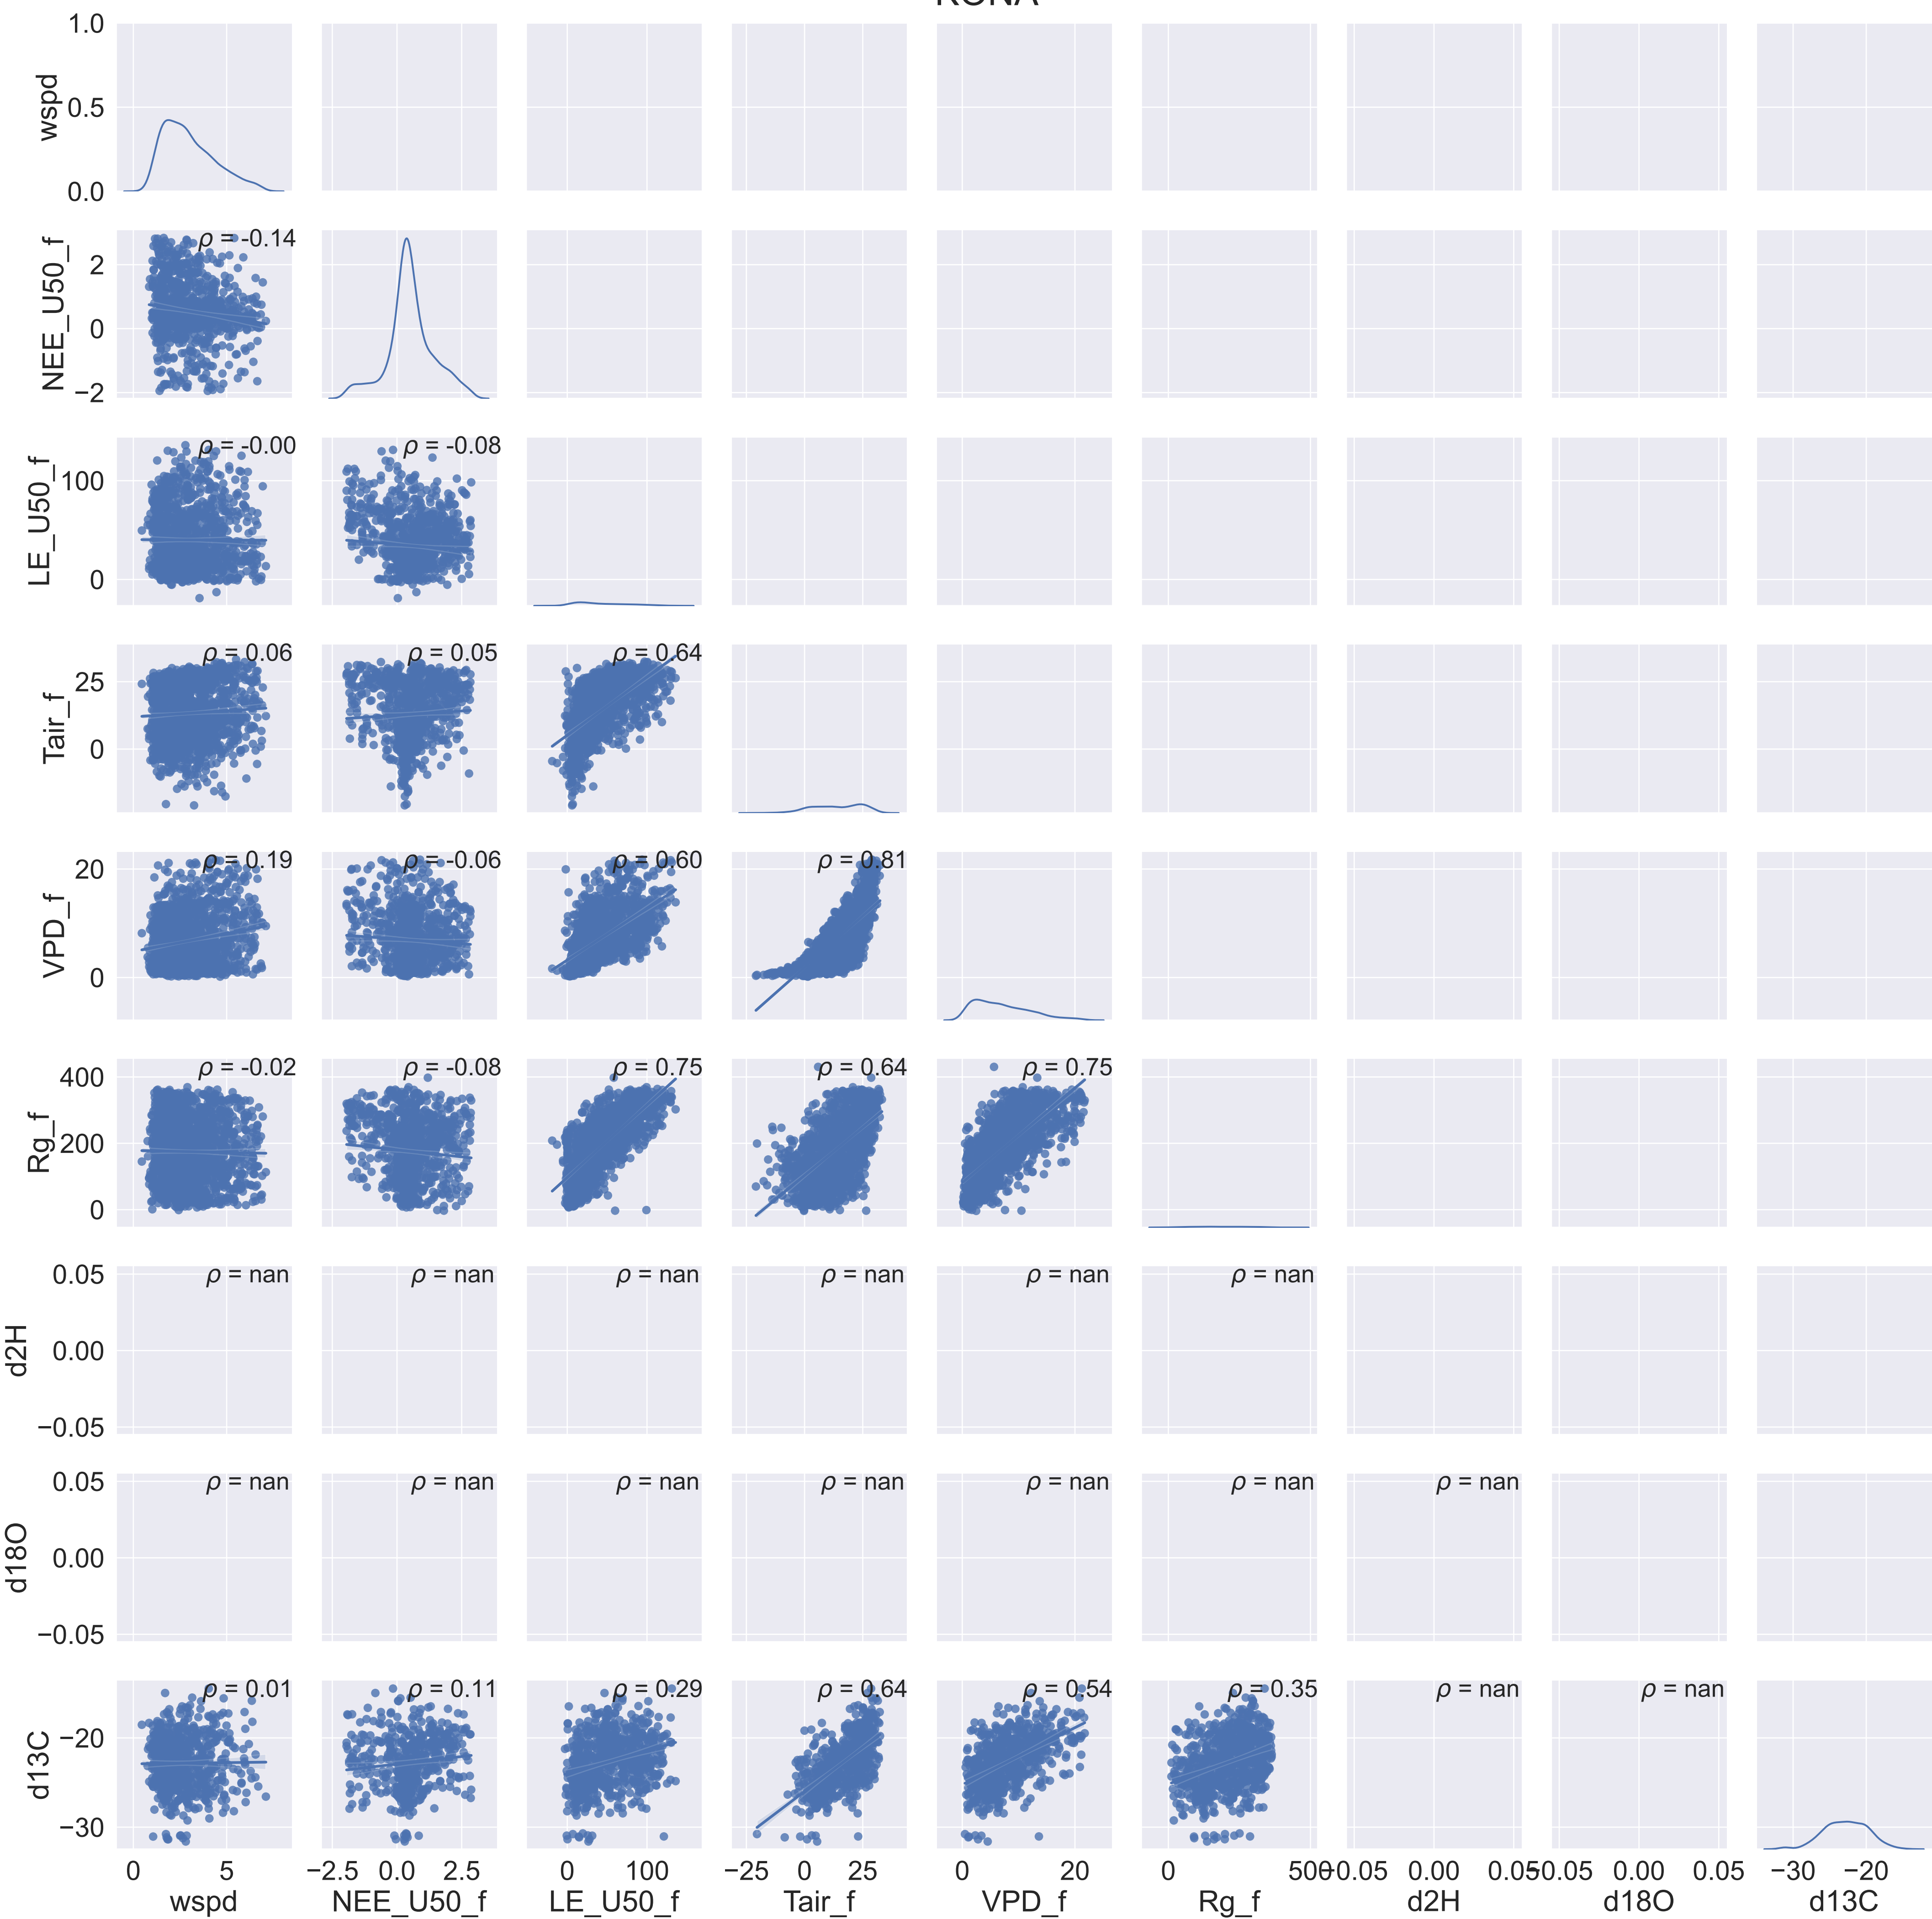 1.0
0.5
0.0
wspd
ρ = -0.14
2
0
−2
NEE_U50_f
ρ = -0.00 ρ = -0.08
100
0
LE_U50_f
ρ = 0.06 ρ = 0.05 ρ = 0.64
25
0
Tair_f
ρ = 0.19 ρ = -0.06 ρ = 0.60 ρ = 0.81
20
0
VPD_f
ρ = -0.02 ρ = -0.08 ρ = 0.75 ρ = 0.64 ρ = 0.75
400
200
0
Rg_f
ρ = nan ρ = nan ρ = nan ρ = nan ρ = nan ρ = nan
0.05
0.00
−0.05
d2H
ρ = nan ρ = nan ρ = nan ρ = nan ρ = nan ρ = nan ρ = nan
0.05
0.00
−0.05
d18O
ρ = 0.01 ρ = 0.11 ρ = 0.29 ρ = 0.64 ρ = 0.54 ρ = 0.35 ρ = nan ρ = nan
−20
−30
d13C
0 5 −2.5 0.0 2.5 0 100 −25 0 25 0 20 0 500 −0.05 0.00 0.05 −0.05 0.00 0.05 −30 −20
wspd NEE_U50_f LE_U50_f Tair_f VPD_f Rg_f d2H d18O d13C